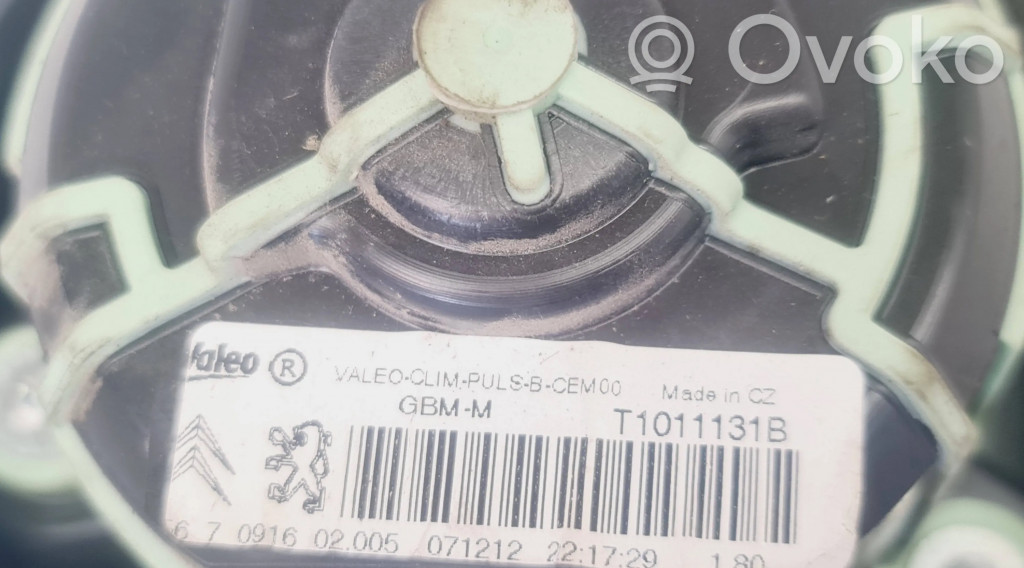 Ovoko
Valeo ® VALEO-CLIM-PULS-B-CEM00 Made in CZ
GBM-M T1011131B
6 7 0916 02.005 071212 22:17:29 1.80